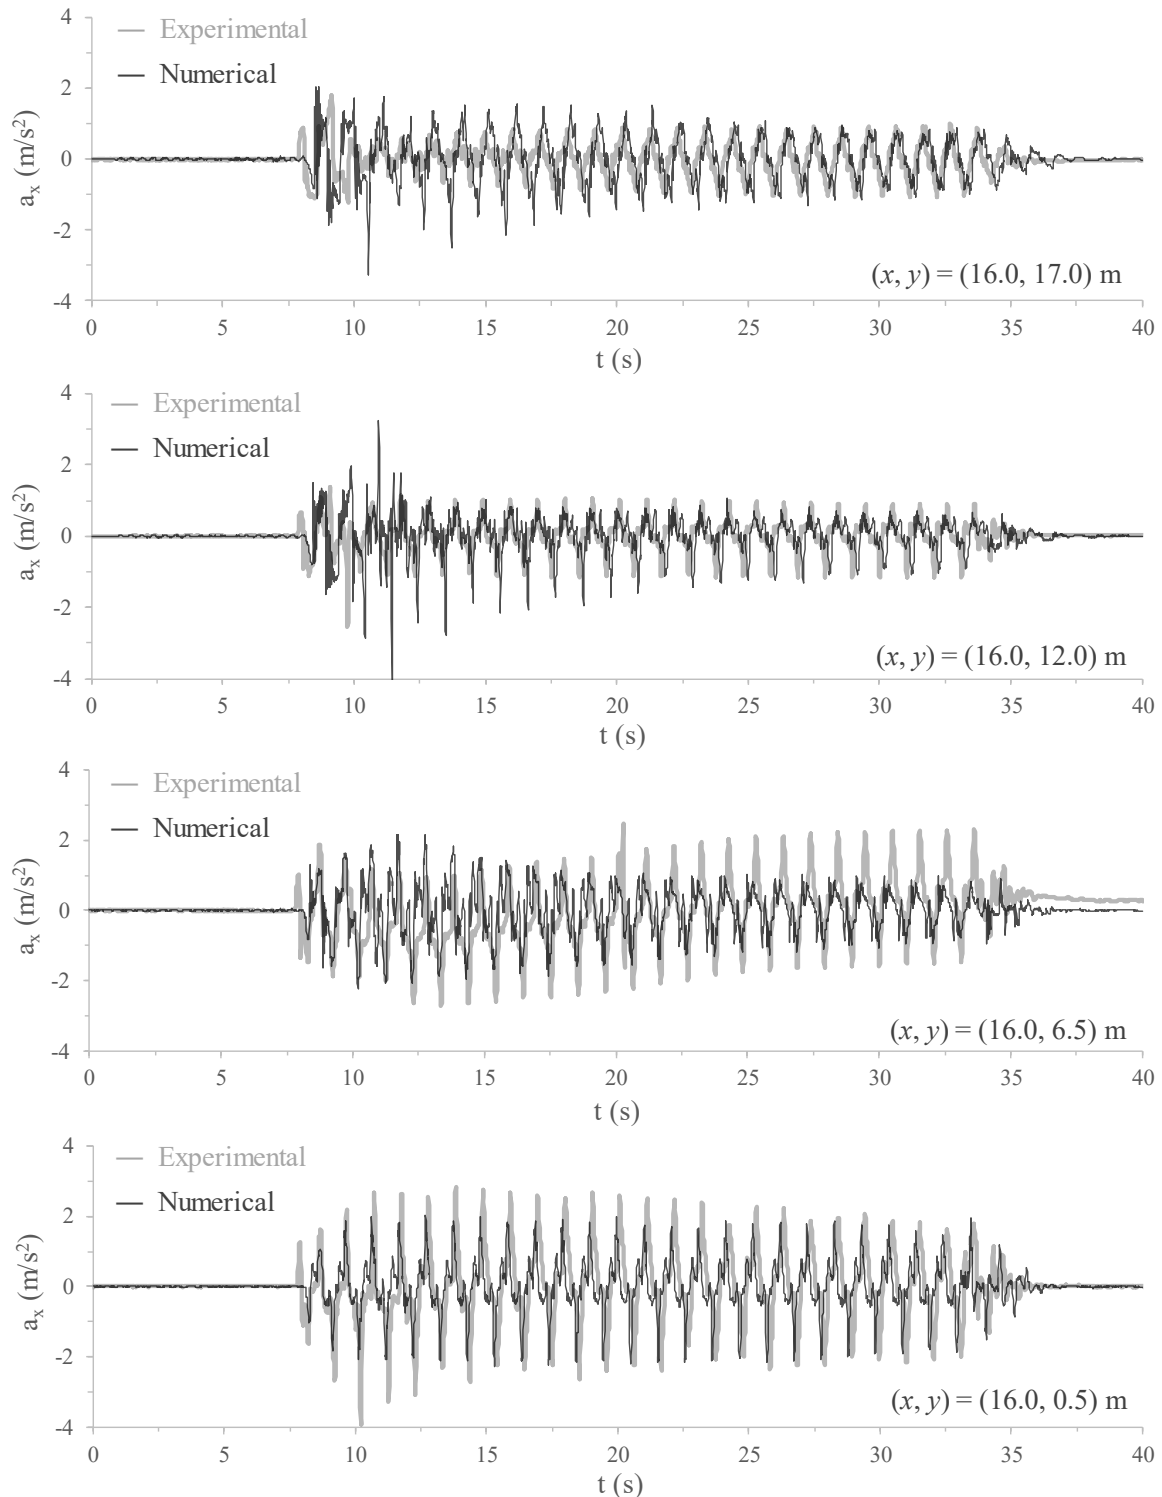 4
Experimental
Numerical
2
0
-2
-4
aₓ (m/s²)
(x, y) = (16.0, 17.0) m
0 5 10 15 20 25 30 35 40
t (s)
4
Experimental
Numerical
2
0
-2
-4
aₓ (m/s²)
(x, y) = (16.0, 12.0) m
0 5 10 15 20 25 30 35 40
t (s)
4
Experimental
Numerical
2
0
-2
-4
aₓ (m/s²)
(x, y) = (16.0, 6.5) m
0 5 10 15 20 25 30 35 40
t (s)
4
Experimental
Numerical
2
0
-2
-4
aₓ (m/s²)
(x, y) = (16.0, 0.5) m
0 5 10 15 20 25 30 35 40
t (s)